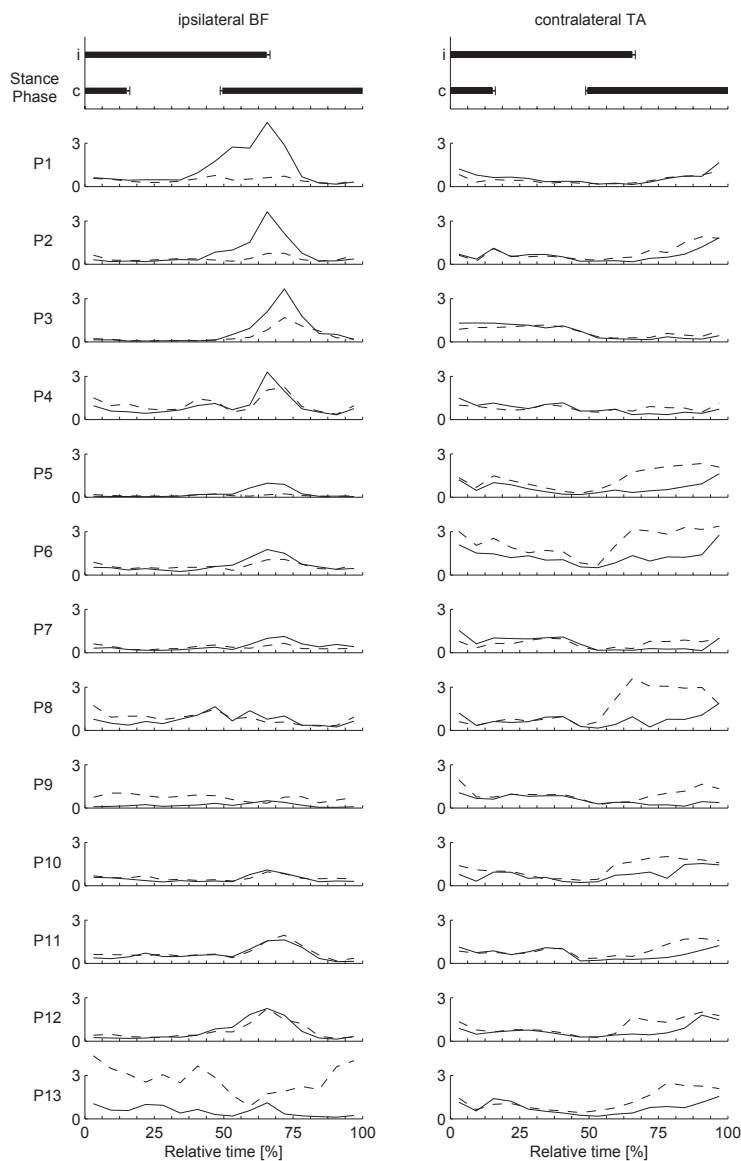 ipsilateral BF contralateral TA
i i
Stance
Phase
c c
P1 3 0 3 0
P2 3 0 3 0
P3 3 0 3 0
P4 3 0 3 0
P5 3 0 3 0
P6 3 0 3 0
P7 3 0 3 0
P8 3 0 3 0
P9 3 0 3 0
P10 3 0 3 0
P11 3 0 3 0
P12 3 0 3 0
P13 3 0 3 0
0 25 50 75 100 0 25 50 75 100
Relative time [%] Relative time [%]